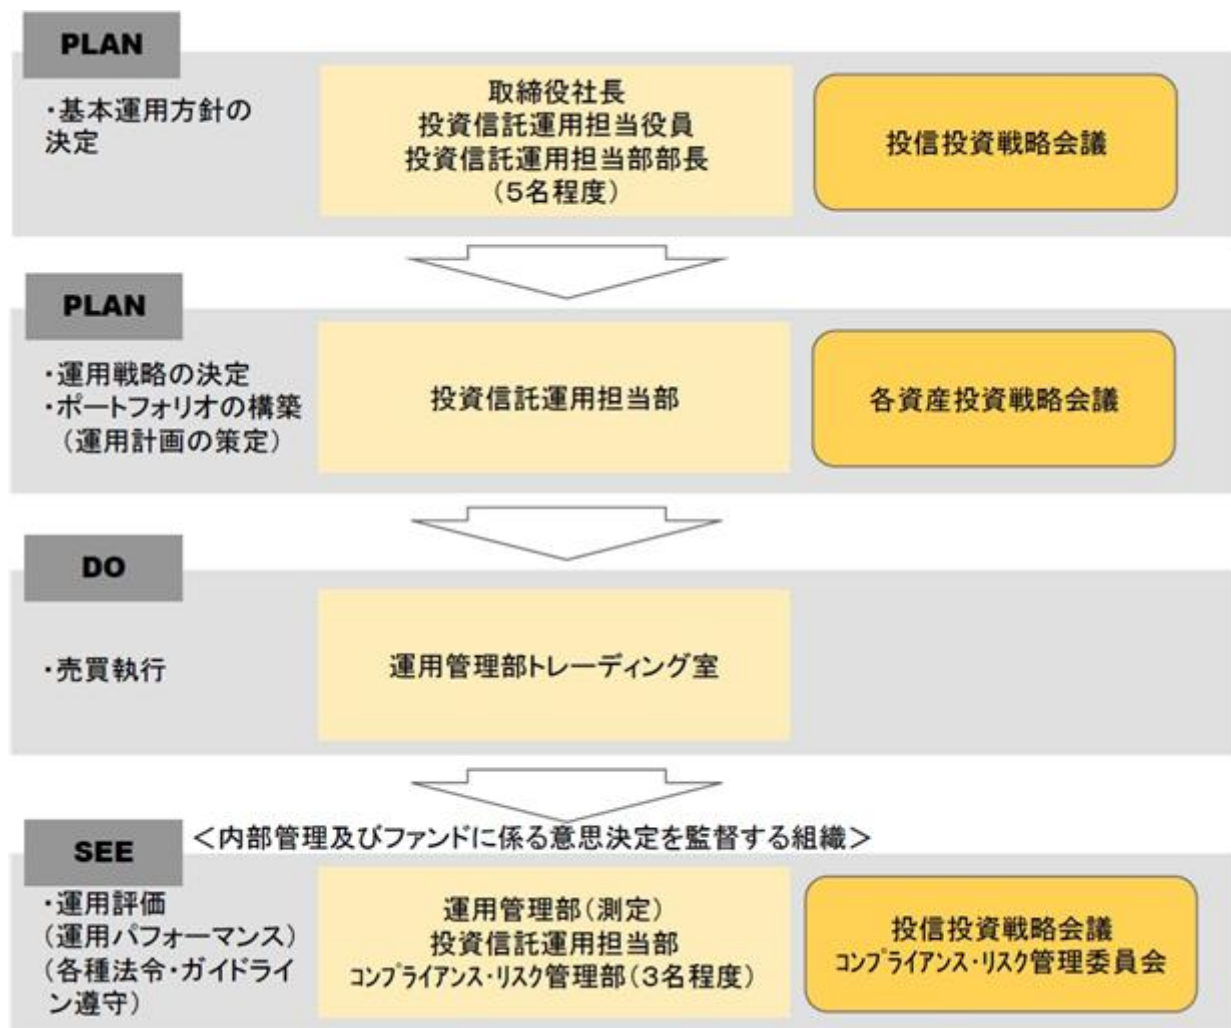 PLAN
・基本運用方針の
決定
取締役社長
投資信託運用担当役員
投資信託運用担当部部長
（5名程度）
投信投資戦略会議
PLAN
・運用戦略の決定
・ポートフォリオの構築
（運用計画の策定）
投資信託運用担当部
各資産投資戦略会議
DO
・売買執行
運用管理部トレーディング室
SEE
＜内部管理及びファンドに係る意思決定を監督する組織＞
・運用評価
(運用パフォーマンス)
(各種法令・ガイドライ
ン遵守)
運用管理部（測定）
投資信託運用担当部
ｺﾝﾌﾟﾗｲｱﾝｽ・ﾘｽｸ管理部（3名程度）
投信投資戦略会議
ｺﾝﾌﾟﾗｲｱﾝｽ・ﾘｽｸ管理委員会